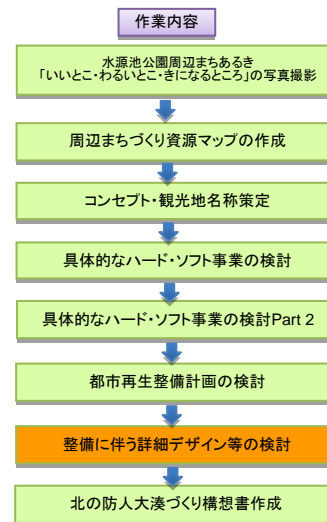 作業内容
水源池公園周辺まちあるき
「いいとこ・わるいとこ・きになるところ」の写真撮影
周辺まちづくり資源マップの作成
コンセプト・観光地名称策定
具体的なハード・ソフト事業の検討
具体的なハード・ソフト事業の検討Part 2
都市再生整備計画の検討
整備に伴う詳細デザイン等の検討
北の防人大湊づくり構想書作成